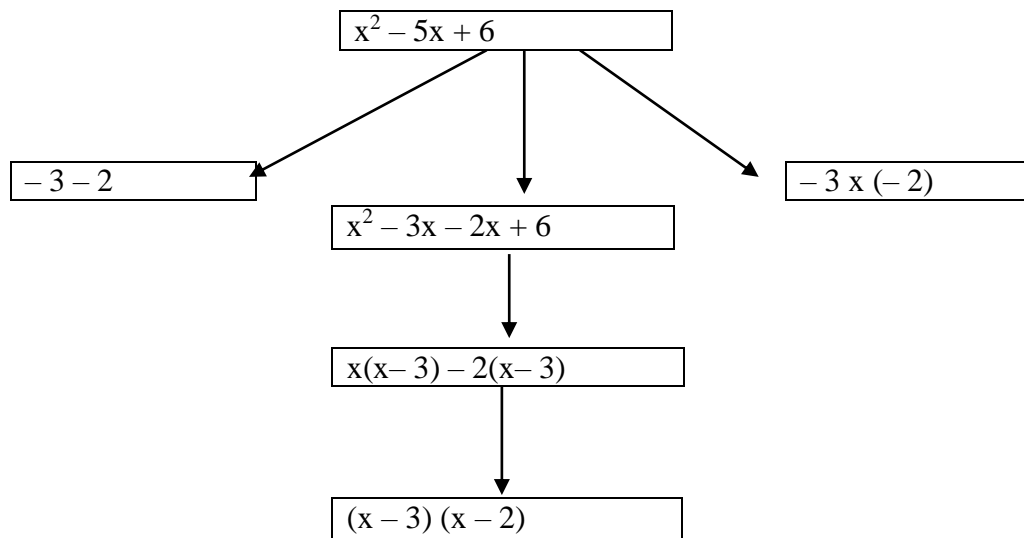 x² – 5x + 6
– 3 – 2
– 3 x (– 2)
x² – 3x – 2x + 6
x(x– 3) – 2(x– 3)
(x – 3) (x – 2)